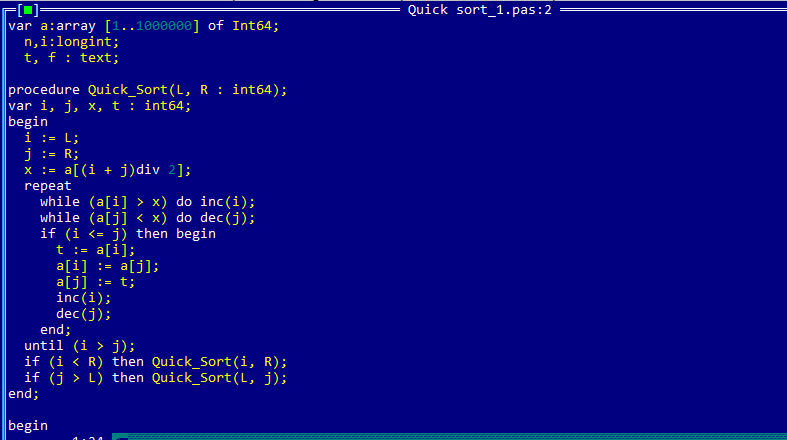 [■] Quick sort_1.pas:2
var a:array [1..1000000] of Int64;
n,i:longint;
t, f : text;
procedure Quick_Sort(L, R : int64);
var i, j, x, t : int64;
begin
i := L;
j := R;
x := a[(i + j)div 2];
repeat
while (a[i] > x) do inc(i);
while (a[j] < x) do dec(j);
if (i <= j) then begin
t := a[i];
a[i] := a[j];
a[j] := t;
inc(i);
dec(j);
end;
until (i > j);
if (i < R) then Quick_Sort(i, R);
if (j > L) then Quick_Sort(L, j);
end;
begin